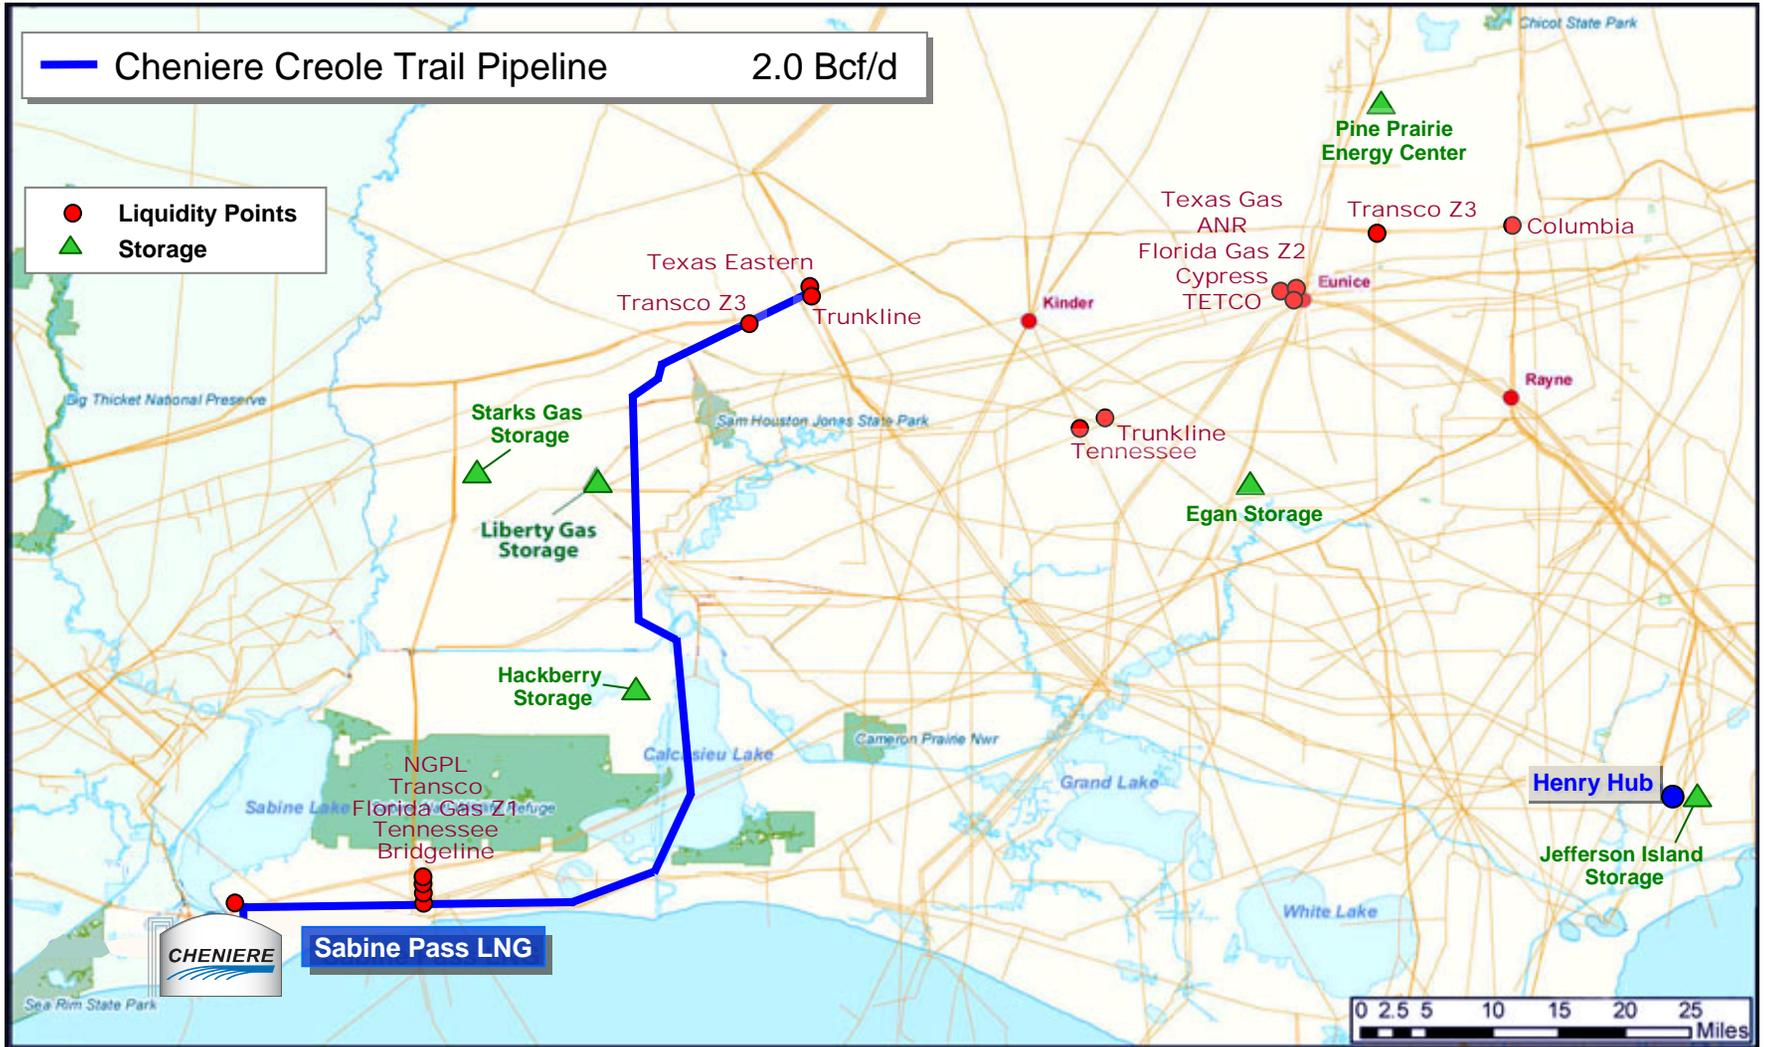 Chicot State Park
Cheniere Creole Trail Pipeline 2.0 Bcf/d
Pine Prairie
Energy Center
Liquidity Points
Storage
Texas Gas
ANR
Florida Gas Z2
Cypress
TETCO
Transco Z3
Columbia
Eunice
Texas Eastern
Transco Z3
Trunkline
Kinder
Rayne
Big Thicket National Preserve
Starks Gas
Storage
Sam Houston Jones State Park
Trunkline
Tennessee
Liberty Gas
Storage
Egan Storage
Hackberry
Storage
Calcasieu Lake
Cameron Prairie Nwr
Grand Lake
Henry Hub
NGPL
Transco
Florida Gas Z1
Tennessee
Bridgeline
Sabine Lake
Refuge
Jefferson Island
Storage
White Lake
CHENIERE
Sabine Pass LNG
Sea Rim State Park
0 2.5 5 10 15 20 25
Miles